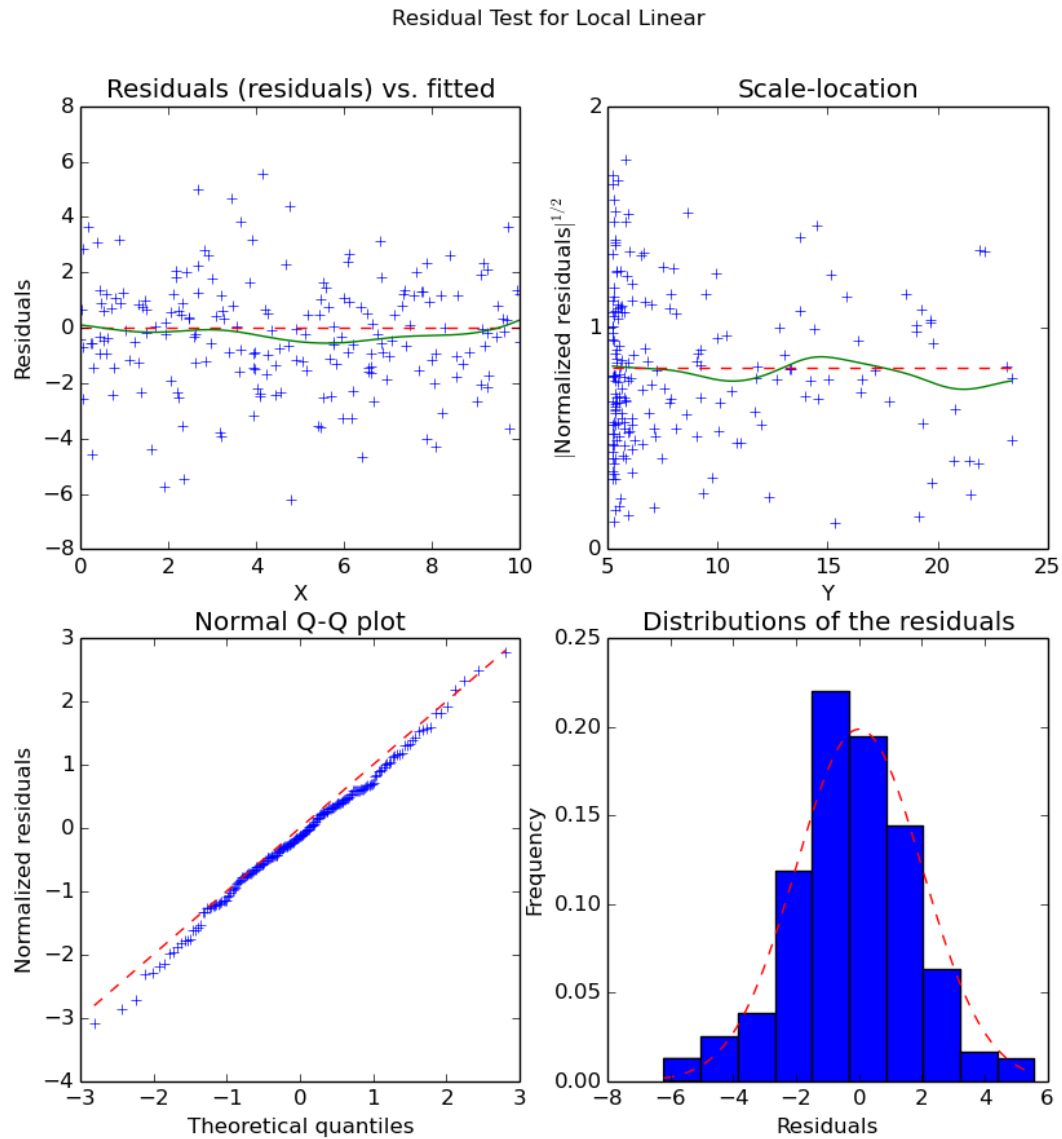 Residual Test for Local Linear
Residuals (residuals) vs. fitted
8
6
4
2
0
−2
−4
−6
−8
Residuals
0 2 4 6 8 10
X
Scale-location
2
1
0
|Normalized residuals|^{1/2}
5 10 15 20 25
Y
Normal Q-Q plot
3
2
1
0
−1
−2
−3
−4
Normalized residuals
−3 −2 −1 0 1 2 3
Theoretical quantiles
Distributions of the residuals
0.25
0.20
0.15
0.10
0.05
0.00
Frequency
−8 −6 −4 −2 0 2 4 6
Residuals